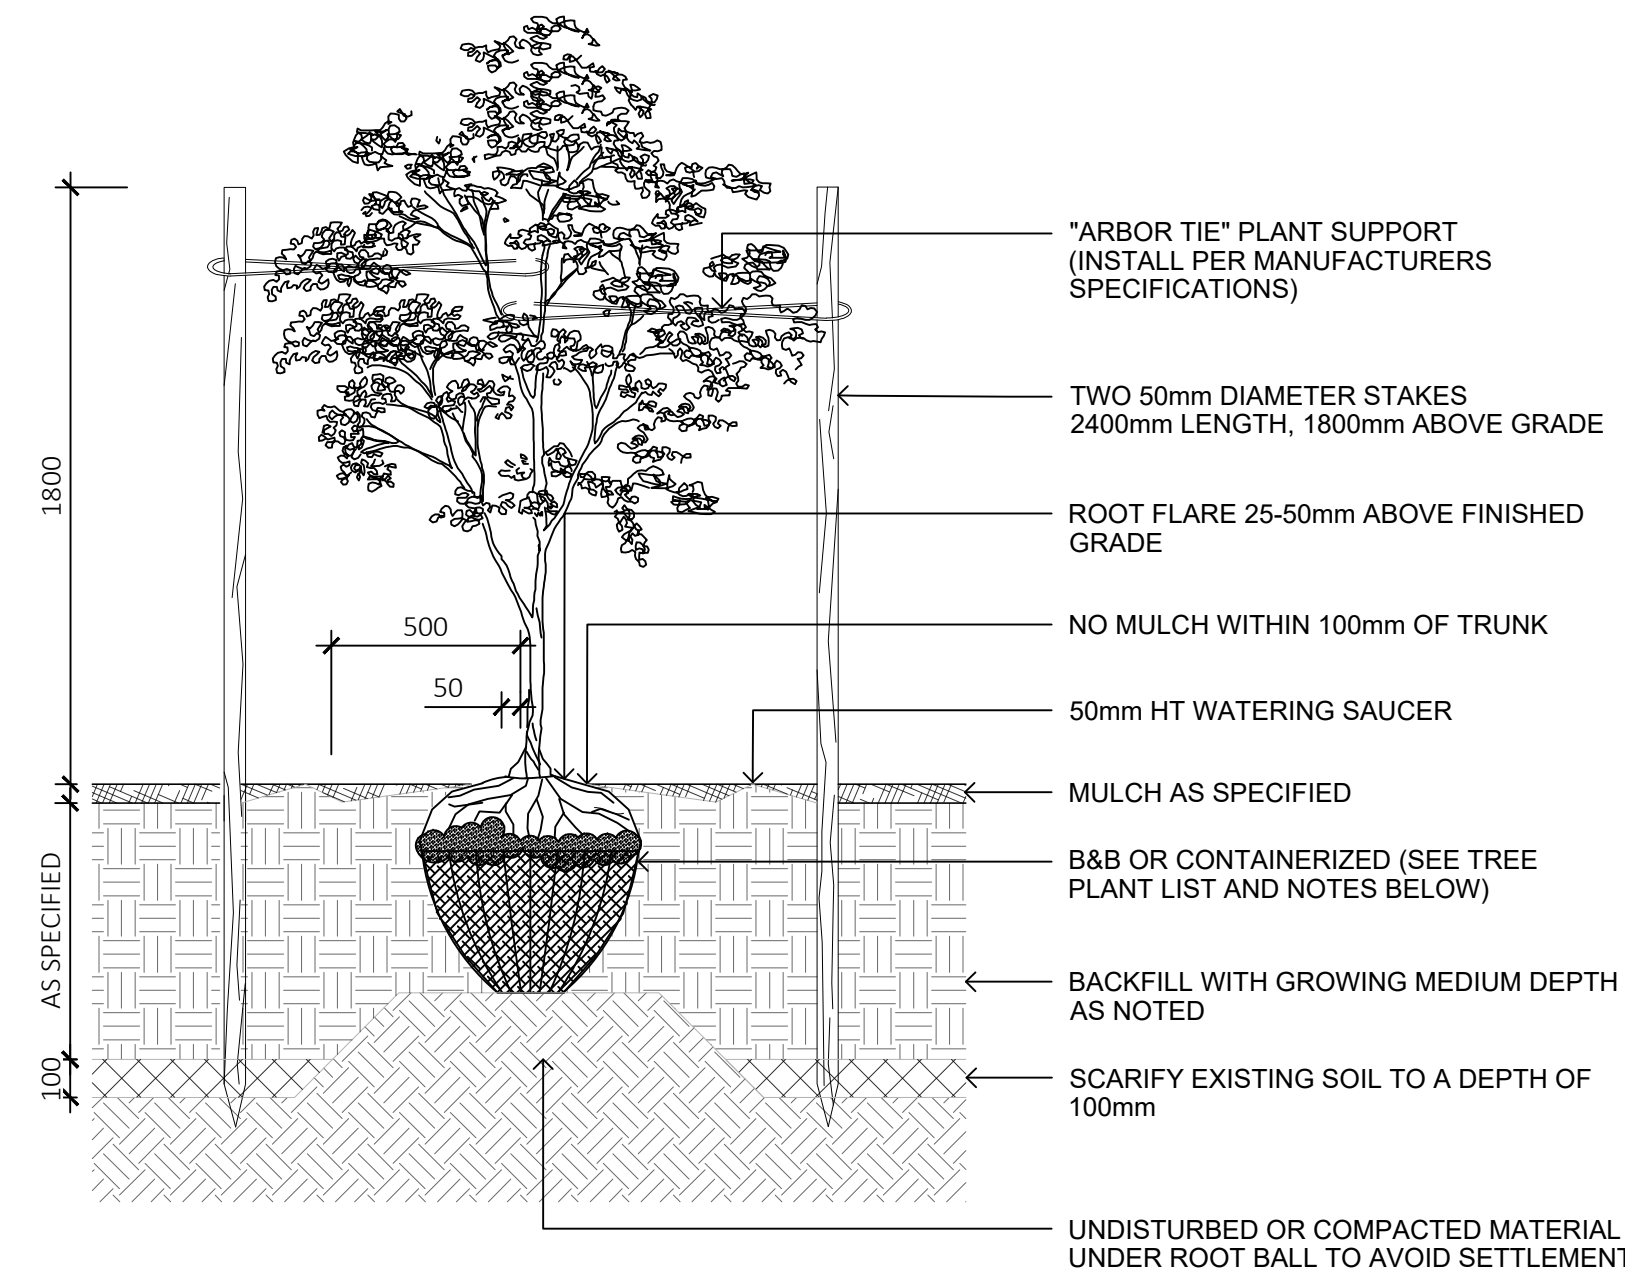 "ARBOR TIE" PLANT SUPPORT
(INSTALL PER MANUFACTURERS
SPECIFICATIONS)
TWO 50mm DIAMETER STAKES
2400mm LENGTH, 1800mm ABOVE GRADE
1800
ROOT FLARE 25-50mm ABOVE FINISHED
GRADE
500
NO MULCH WITHIN 100mm OF TRUNK
50
50mm HT WATERING SAUCER
MULCH AS SPECIFIED
B&B OR CONTAINERIZED (SEE TREE
PLANT LIST AND NOTES BELOW)
AS SPECIFIED
BACKFILL WITH GROWING MEDIUM DEPTH
AS NOTED
100
SCARIFY EXISTING SOIL TO A DEPTH OF
100mm
UNDISTURBED OR COMPACTED MATERIAL
UNDER ROOT BALL TO AVOID SETTLEMENT